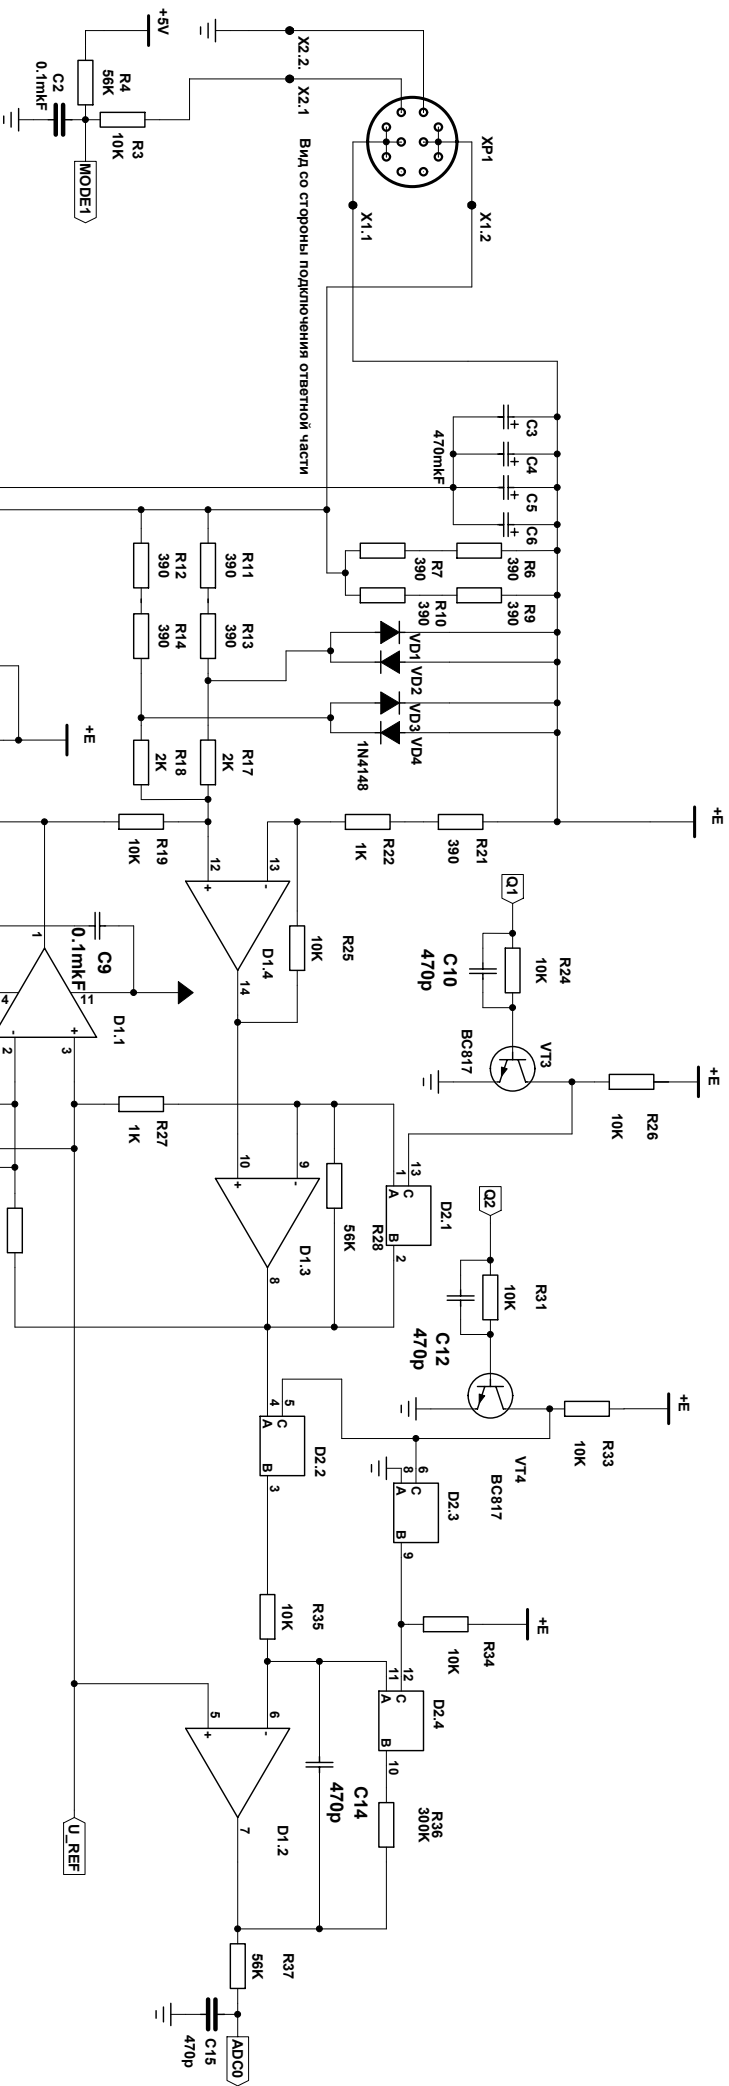 +5V
R4
56K
C2
0.1mkF
R3
10K
MODE1
X2.2.
X2.1
XP1
X1.2
X1.1
Вид со стороны подключения ответной части
C3
C4
C5
C6
470mkF
+
+
+
+
R6
390
R7
390
R9
390
R10
390
R11
390
R12
390
R13
390
R14
390
VD1
VD2
VD3
VD4
1N4148
R17
2K
R18
2K
+E
+E
R21
390
R22
1K
R19
10K
12
13
+
-
D1.4
14
R25
10K
1
C9
0.1mkF
4
11
D1.1
+
-
3
2
Q1
R24
10K
C10
470p
VT3
BC817
+E
R26
10K
R27
1K
10
9
+
-
D1.3
8
R28
56K
13
1
C
A
B
D2.1
2
Q2
R31
10K
C12
470p
VT4
BC817
+E
R33
10K
5
4
C
A
B
D2.2
3
6
8
C
A
B
D2.3
9
+E
R34
10K
R35
10K
12
11
C
A
B
D2.4
10
R36
300K
C14
470p
6
5
-
+
D1.2
7
U_REF
R37
56K
C15
470p
ADC0